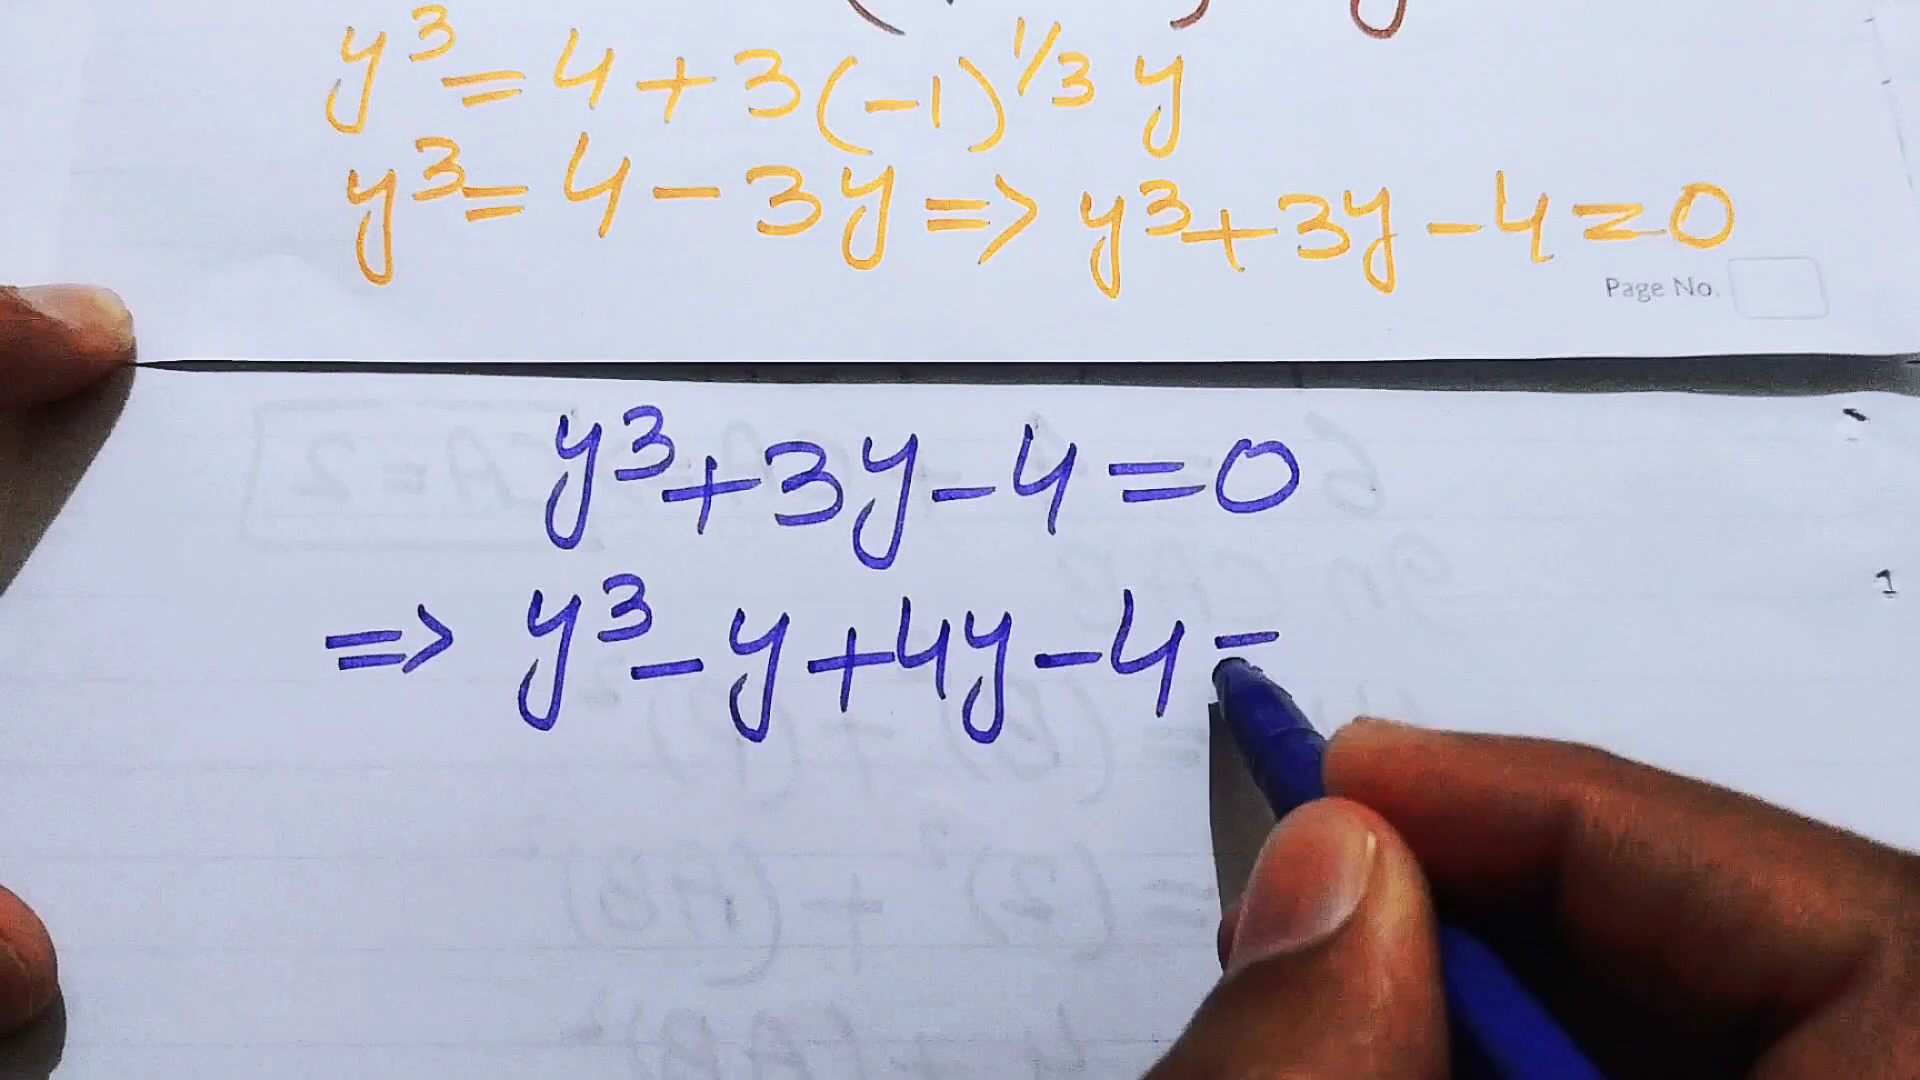 y³ = 4 + 3(-1)^1/3 y
y³ = 4 - 3y => y³ + 3y - 4 = 0
Page No.
y³ + 3y - 4 = 0
=> y³ - y + 4y - 4 =
1